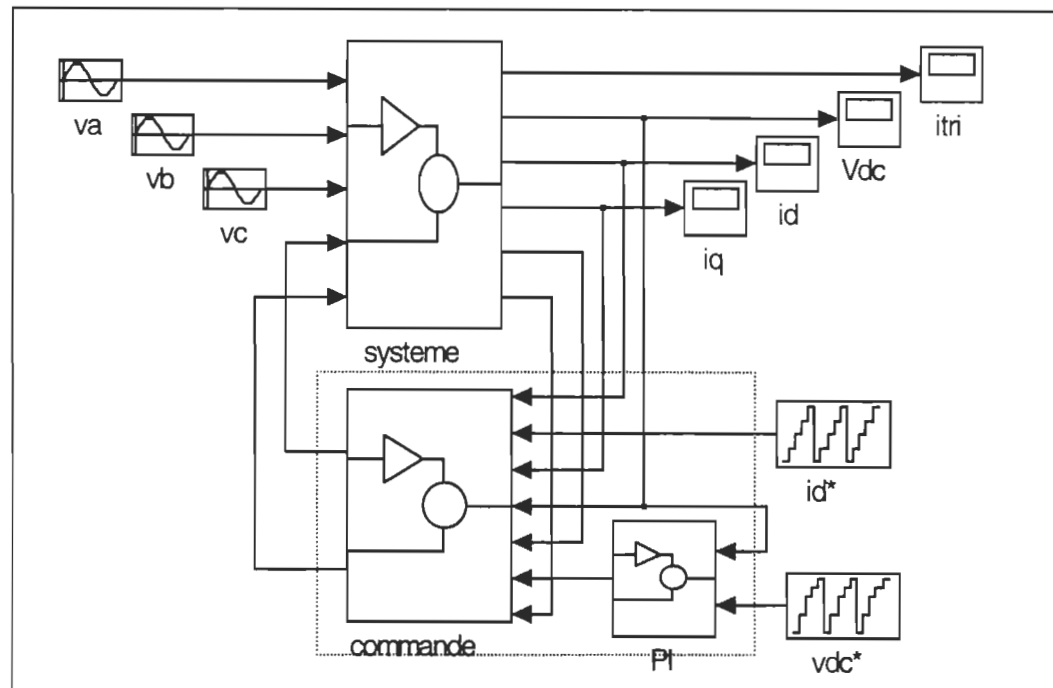 va
vb
vc
itri
Vdc
id
iq
systeme
id*
commande
PI
vdc*